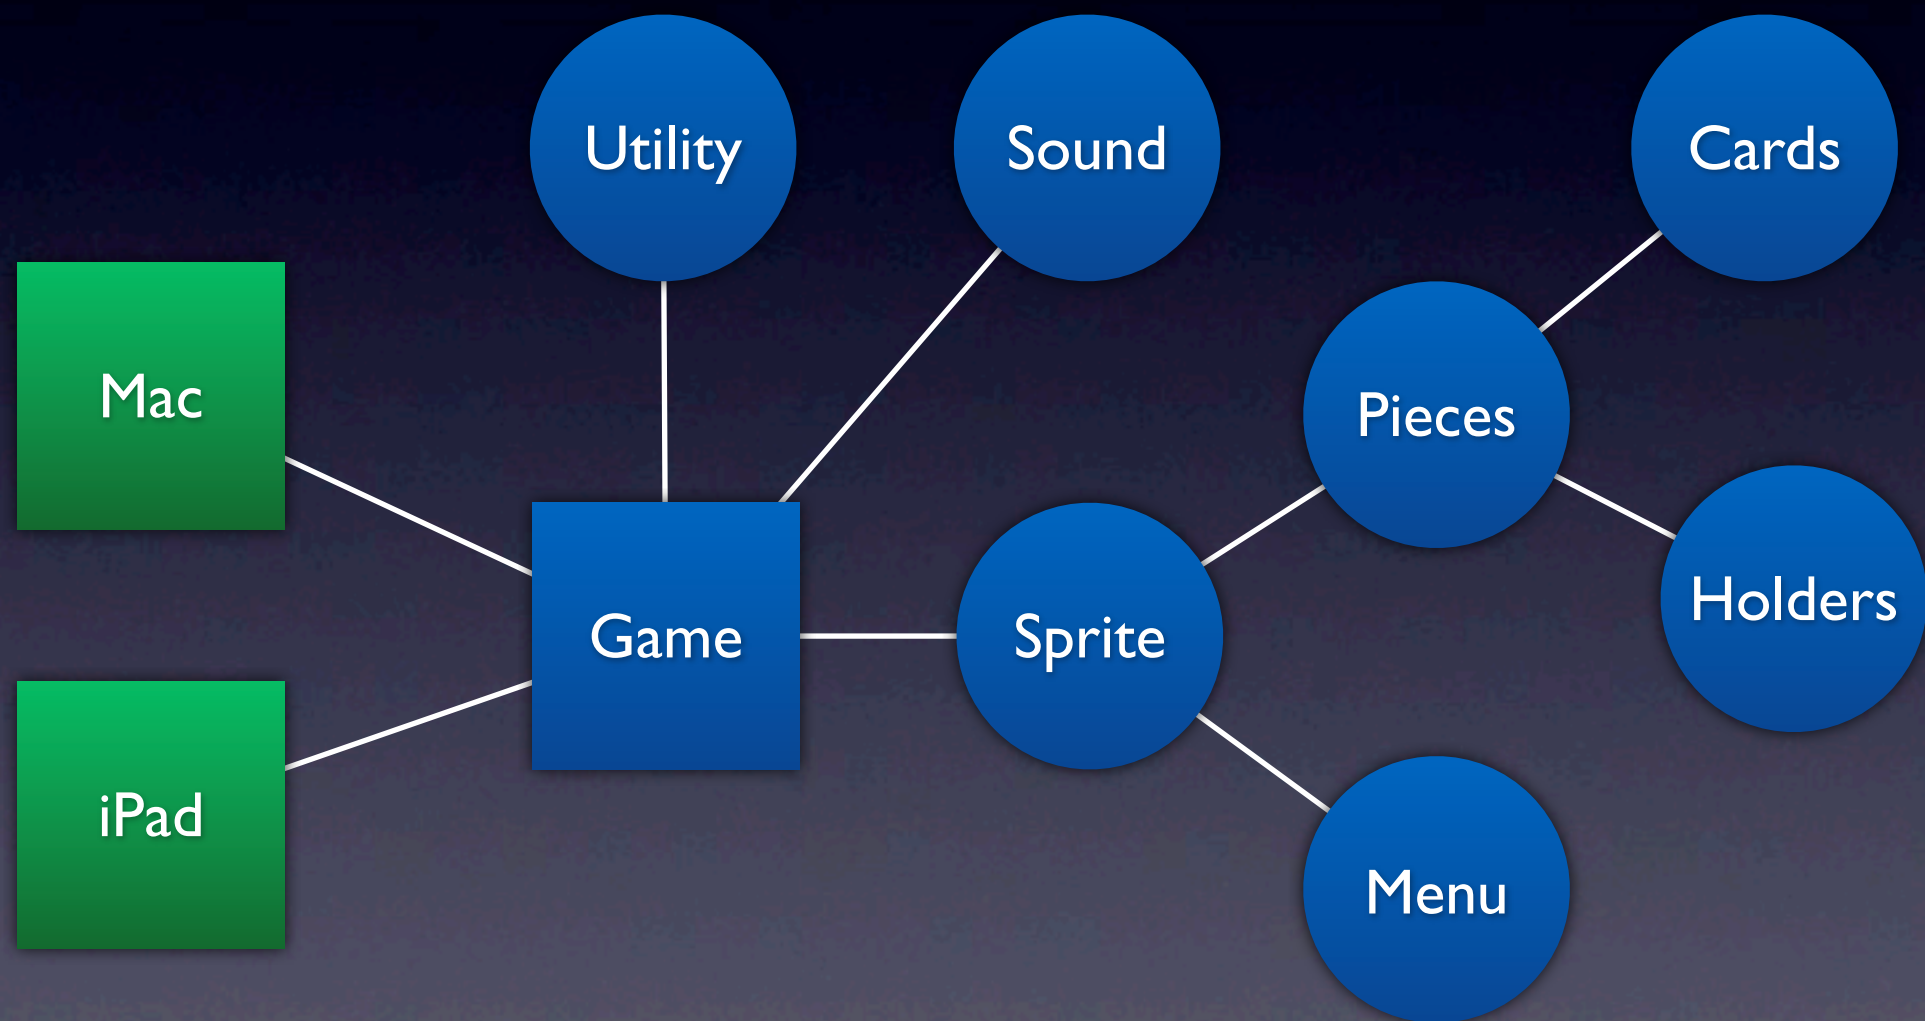 Utility
Sound
Cards
Mac
Pieces
Holders
Game
Sprite
iPad
Menu